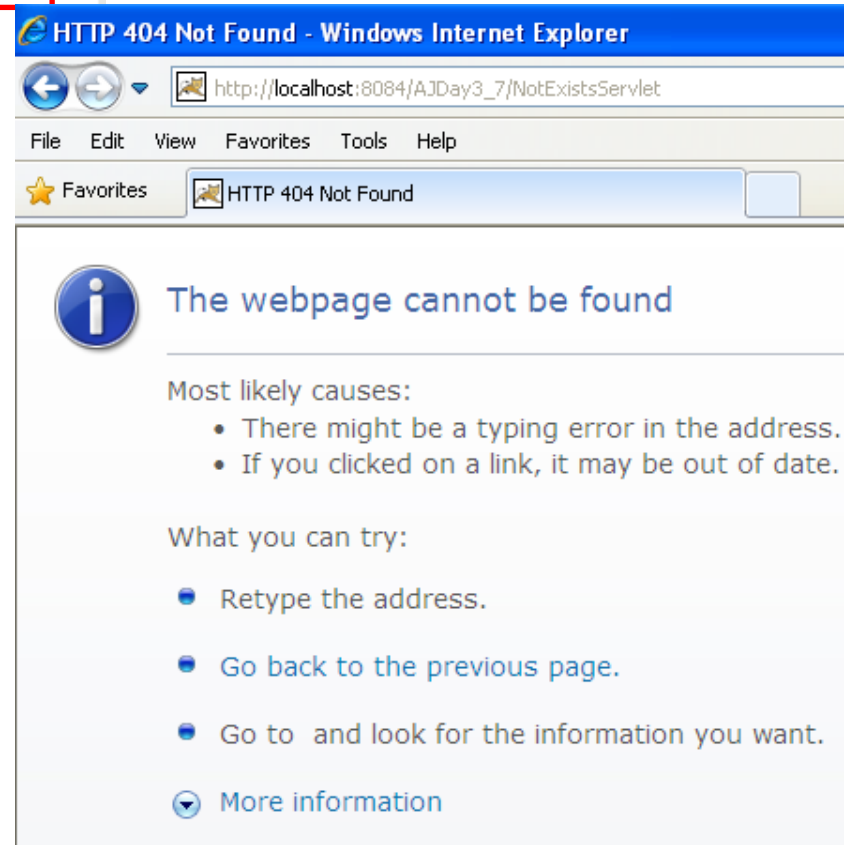 HTTP 404 Not Found - Windows Internet Explorer
http://localhost:8084/AJDay3_7/NotExistsServlet
File Edit View Favorites Tools Help
Favorites HTTP 404 Not Found
The webpage cannot be found
Most likely causes:
• There might be a typing error in the address.
• If you clicked on a link, it may be out of date.
What you can try:
Retype the address.
Go back to the previous page.
Go to and look for the information you want.
More information